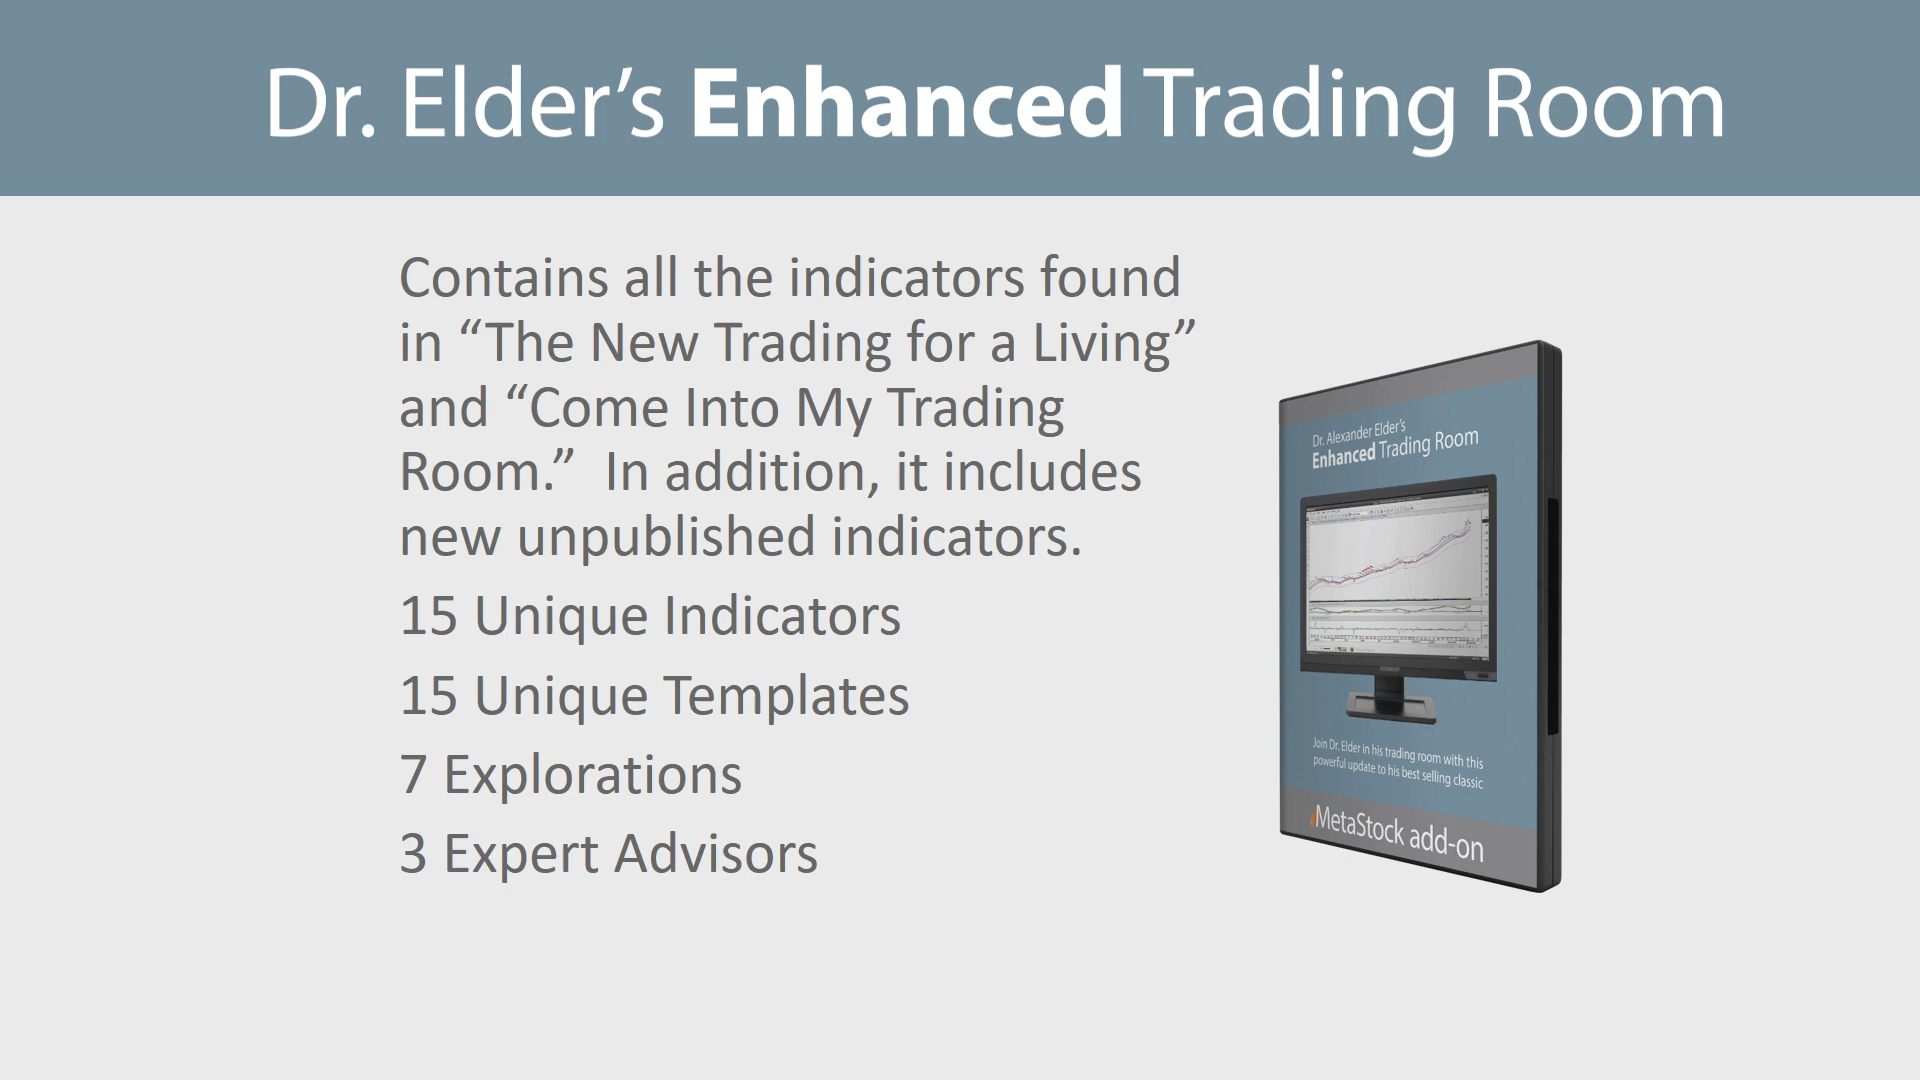 Dr. Elder’s Enhanced Trading Room
Contains all the indicators found
in “The New Trading for a Living”
and “Come Into My Trading
Room.”  In addition, it includes
new unpublished indicators.
15 Unique Indicators
15 Unique Templates
7 Explorations
3 Expert Advisors
Dr. Alexander Elder’s
Enhanced Trading Room
Join Dr. Elder in his trading room with this
powerful update to his best selling classic
MetaStock add-on